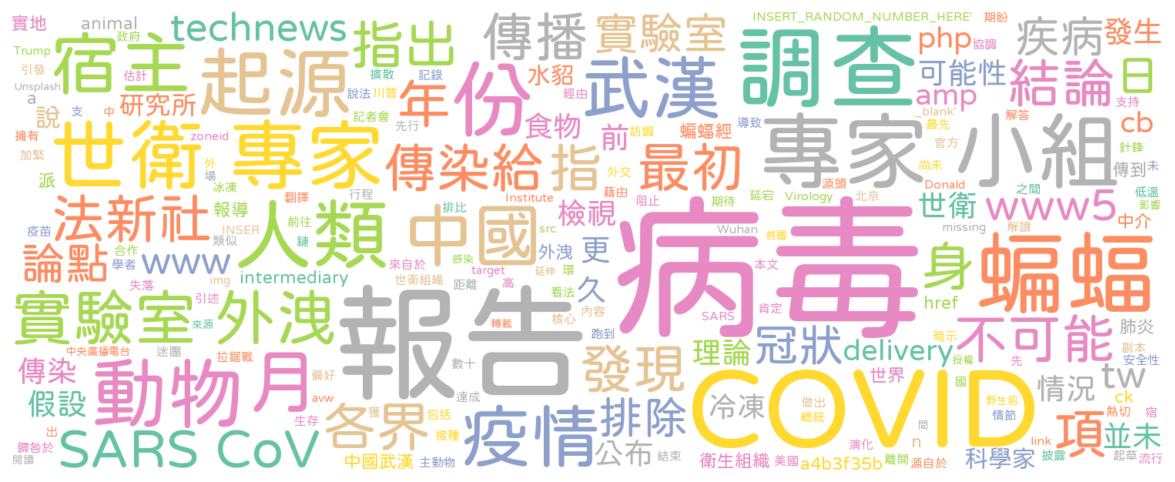 實地
animal
technews
傳播
實驗室
INSERT_RANDOM_NUMBER_HERE'
期盼
php
協調
疾病
發生
Trump
政府
宿主
指出
引發
估計
起源
擴散
記錄
水貂
武漢
調查
可能性
結論
日
Unsplash
a
支
中
說
研究所
說法
川普
經由
年
份
食物
amp
_blank'
解答
支持
cb
擁有
先行
記者會
前
訪調
蝙蝠經
導致
最先
官方
針鋒
zoneid
世衛
專家
傳染給
指
最初
專家
小組
尚未
傳到
未
加緊
派
外
場
冰凍
翻譯
行程
外交
藉由
阻止
延宕
源頭
Donald
之間
低溫
影響
法新社
報導
INSER
前往
鏈
排比
Institute
檢視
期待
Virology
北京
世衛
www5
疫苗
類似
人類
中國
src
Wuhan
首圖
missing
解讀
中介
論點
合作
學者
www
來自於
感染
外洩
更
病毒
身
蝙蝠
失落
img
intermediary
世衛組織
target
延伸
環
久
本文
href
實驗室
引述
來源
外洩
距離
高
看法
內容
SARS
肯定
暗示
不可能
肺炎
中央廣播電台
迷團
拉鋸戰
報告
轉載
核心
跑到
發現
理論
冠狀
delivery
授權
副本
安全性
傳染
動物
月
偏好
數十
達成
avw
COVID
世界
國
先
情況
tw
假設
生存
各界
獲
包括
疫情
排除
冷凍
做出
總統
野生貂
情節
ck
熱切
宿
歸咎於
出
SARS CoV
接種
公布
演化
問
n
link
項
並未
披露
閱讀
中國武漢
主動物
結束
衛生組織
美國
a4b3f35b
離開
源自於
科學家
起草
流行